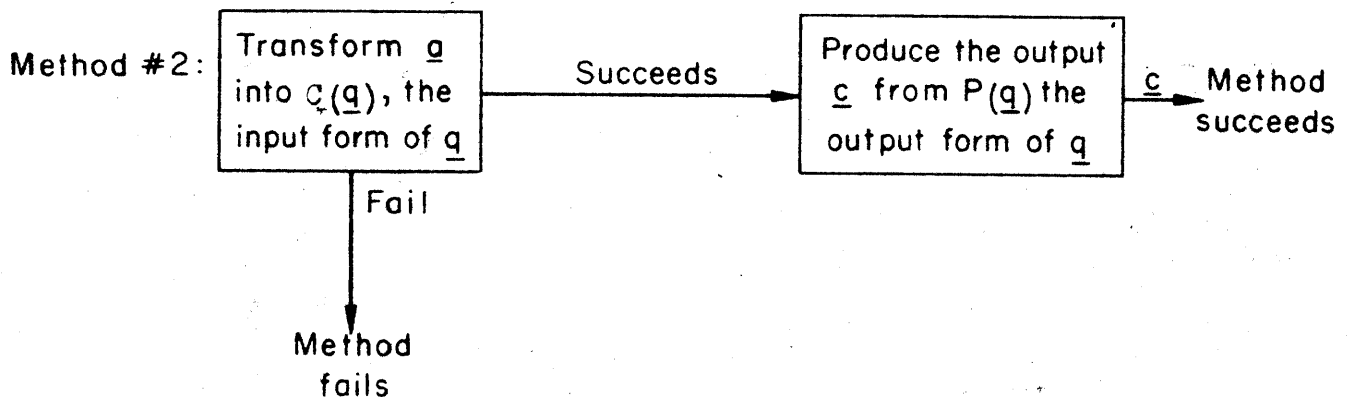 Method #2:
Transform a
into C(q), the
input form of q
Succeeds
Produce the output
c from P(q) the
output form of q
c
Method
succeeds
Fail
Method
fails